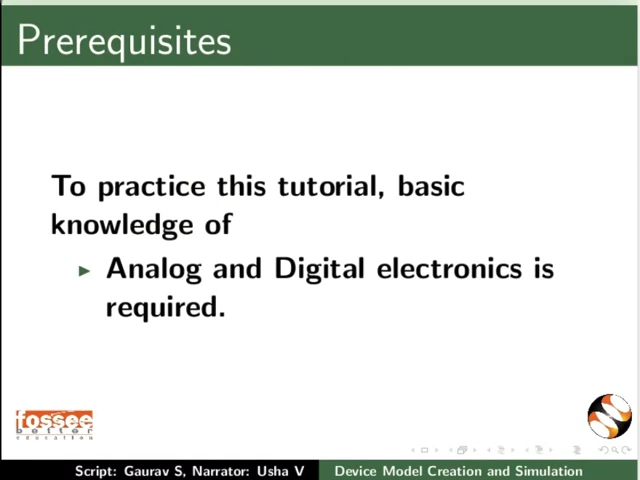 Prerequisites
To practice this tutorial, basic
knowledge of
Analog and Digital electronics is
required.
fossee
better
education
Script: Gaurav S, Narrator: Usha V
Device Model Creation and Simulation